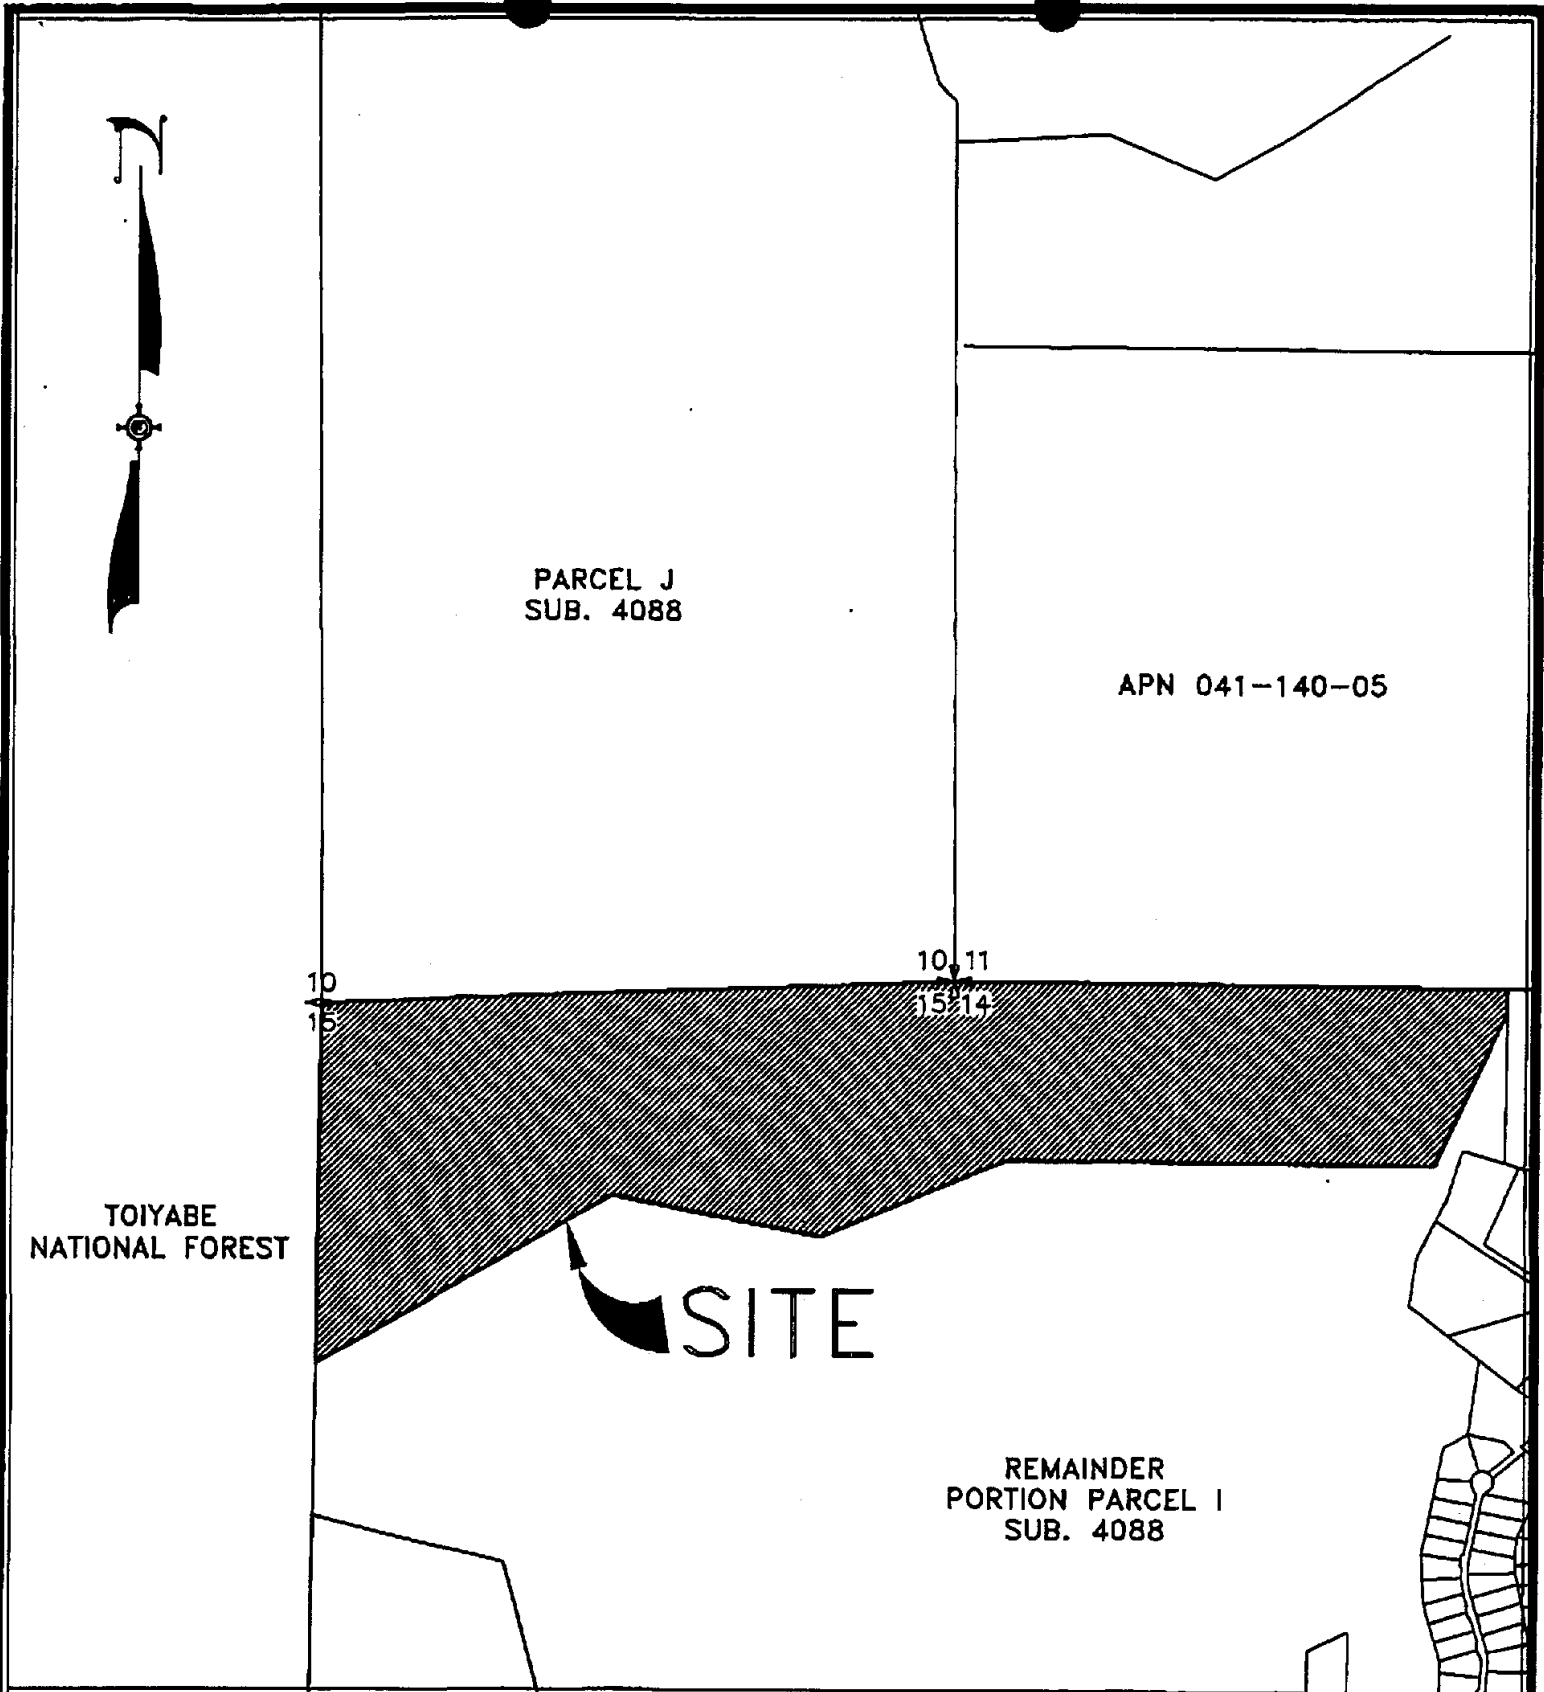 N
PARCEL J
SUB. 4088
APN 041-140-05
10 11
15 14
10
15
TOIYABE
NATIONAL FOREST
SITE
REMAINDER
PORTION PARCEL I
SUB. 4088